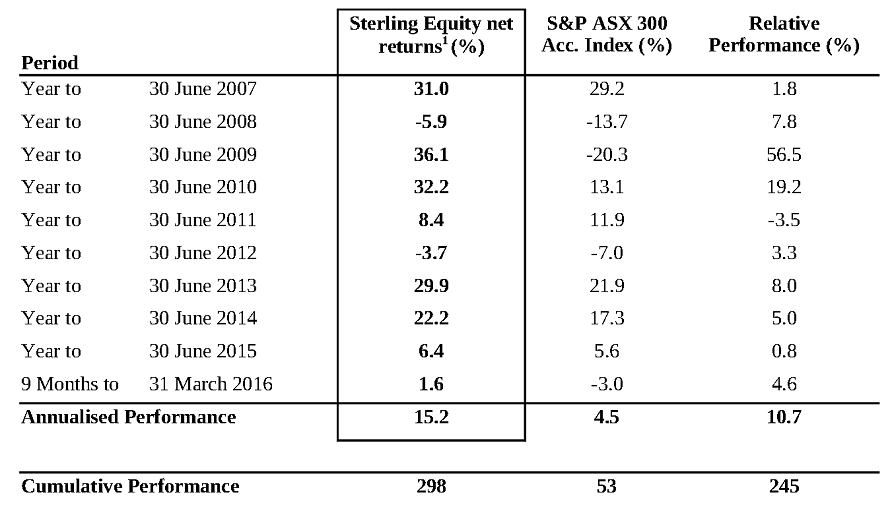 Sterling Equity net S&P ASX 300 Relative
returns¹ (%) Acc. Index (%) Performance (%)
Period
Year to 30 June 2007 31.0 29.2 1.8
Year to 30 June 2008 -5.9 -13.7 7.8
Year to 30 June 2009 36.1 -20.3 56.5
Year to 30 June 2010 32.2 13.1 19.2
Year to 30 June 2011 8.4 11.9 -3.5
Year to 30 June 2012 -3.7 -7.0 3.3
Year to 30 June 2013 29.9 21.9 8.0
Year to 30 June 2014 22.2 17.3 5.0
Year to 30 June 2015 6.4 5.6 0.8
9 Months to 31 March 2016 1.6 -3.0 4.6
Annualised Performance 15.2 4.5 10.7
Cumulative Performance 298 53 245